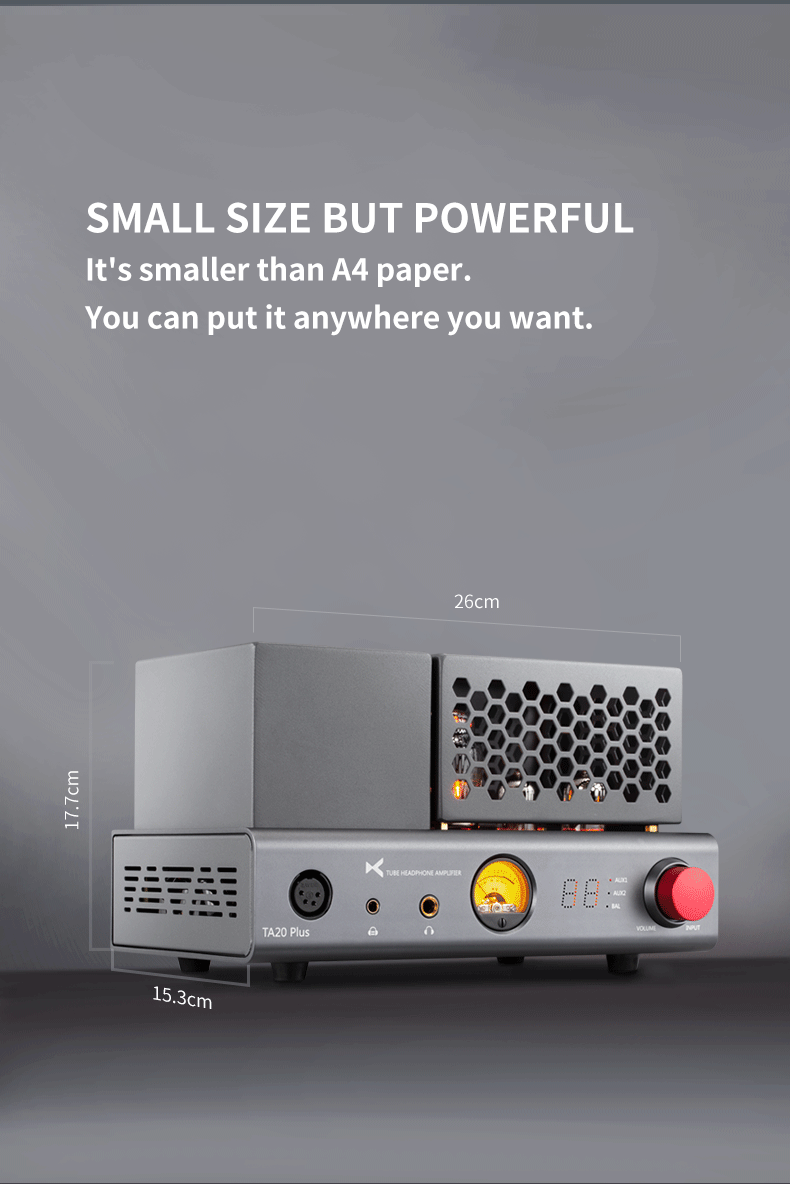 SMALL SIZE BUT POWERFUL
It's smaller than A4 paper.
You can put it anywhere you want.
26cm
17.7cm
TUBE HEADPHONE AMPLIFIER
AUX1
AUX2
BAL
TA20 Plus
VOLUME
INPUT
15.3cm